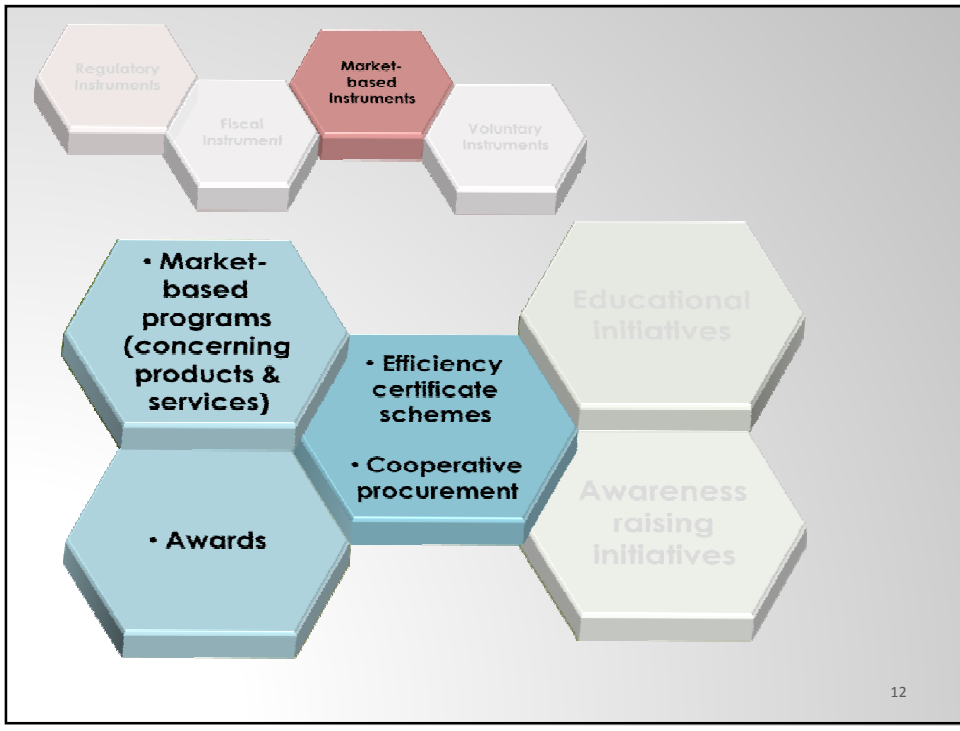 Regulatory
Instruments
Fiscal
Instrument
Market-
based
Instruments
Voluntary
Instruments
• Market-
based
programs
(concerning
products &
services)
• Efficiency
certificate
schemes
• Cooperative
procurement
• Awards
Educational
initiatives
Awareness
raising
initiatives
12